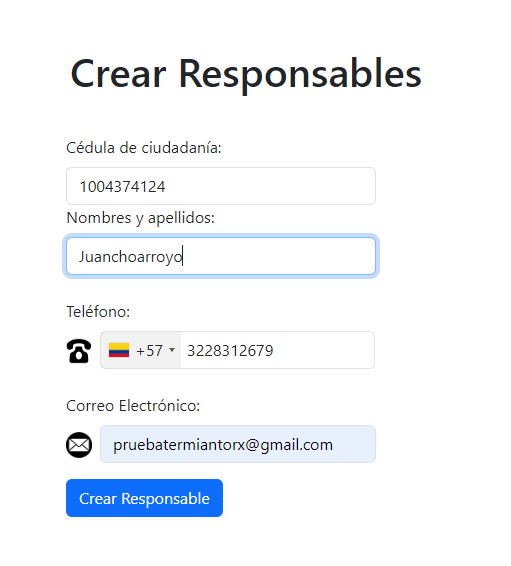 Crear Responsables
Cédula de ciudadanía:
1004374124
Nombres y apellidos:
Juanchoarroyo
Teléfono:
+57 3228312679
Correo Electrónico:
pruebatermiantorx@gmail.com
Crear Responsable